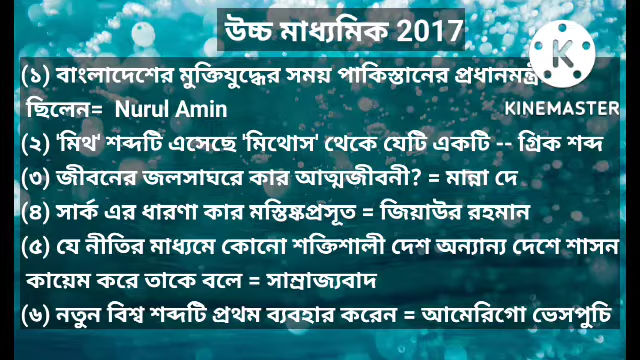 উচ্চ মাধ্যমিক 2017
K
KINEMASTER
(১) বাংলাদেশের মুক্তিযুদ্ধের সময় পাকিস্তানের
ছিলেন= Nurul Amin
(২) 'মিথ' শব্দটি এসেছে 'মিথোস' থেকে যেটি একটি -- গ্রিক শব্দ
(৩) জীবনের জলসাঘরে কার আত্মজীবনী? = মান্না দে
(৪) সার্ক এর ধারণা কার মস্তিষ্কপ্রসূত = জিয়াউর রহমান
(৫) যে নীতির মাধ্যমে কোনো শক্তিশালী দেশ অন্যান্য দেশে শাসন
কায়েম করে তাকে বলে = সাম্রাজ্যবাদ
(৬) নতুন বিশ্ব শব্দটি প্রথম ব্যবহার করেন = আমেরিগো ভেসপুচি